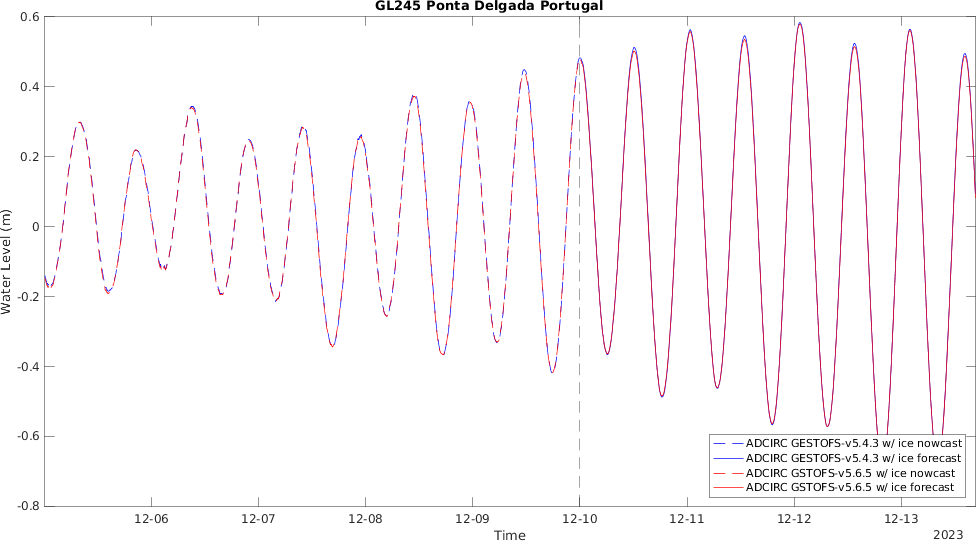 GL245 Ponta Delgada Portugal
0.6
0.4
0.2
0
-0.2
-0.4
-0.6
-0.8
Water Level (m)
ADCIRC GESTOFS-v5.4.3 w/ ice nowcast
ADCIRC GESTOFS-v5.4.3 w/ ice forecast
ADCIRC GSTOFS-v5.6.5 w/ ice nowcast
ADCIRC GSTOFS-v5.6.5 w/ ice forecast
12-06 12-07 12-08 12-09 12-10 12-11 12-12 12-13
Time
2023